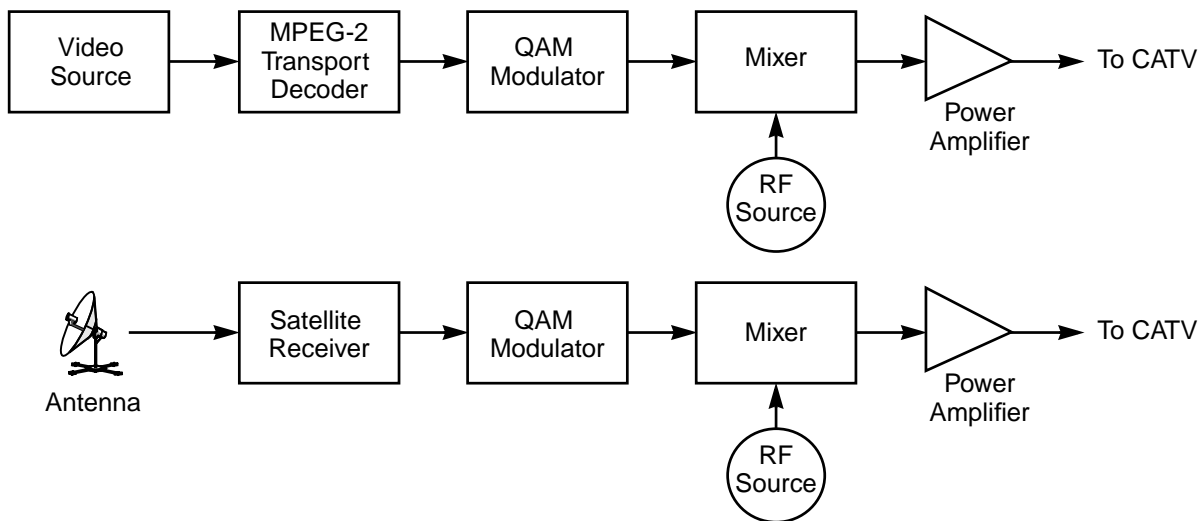 Video
Source
MPEG-2
Transport
Decoder
QAM
Modulator
Mixer
To CATV
Power
Amplifier
RF
Source
Antenna
Satellite
Receiver
QAM
Modulator
Mixer
To CATV
Power
Amplifier
RF
Source